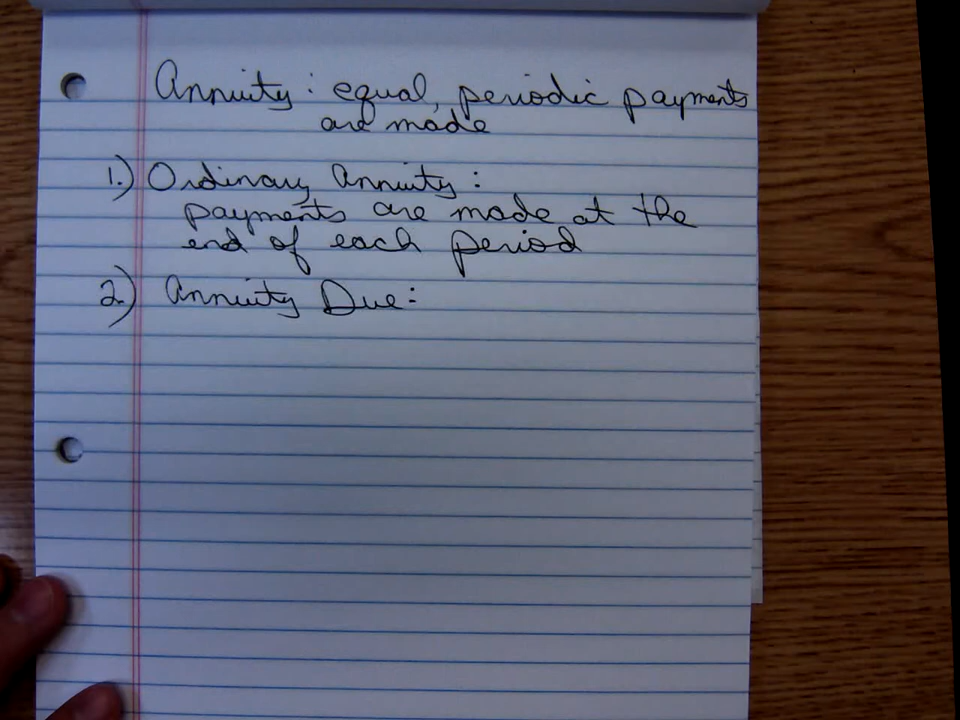 Annuity: equal, periodic payments
are made
1.) Ordinary Annuity:
payments are made at the
end of each period
2.) Annuity Due: